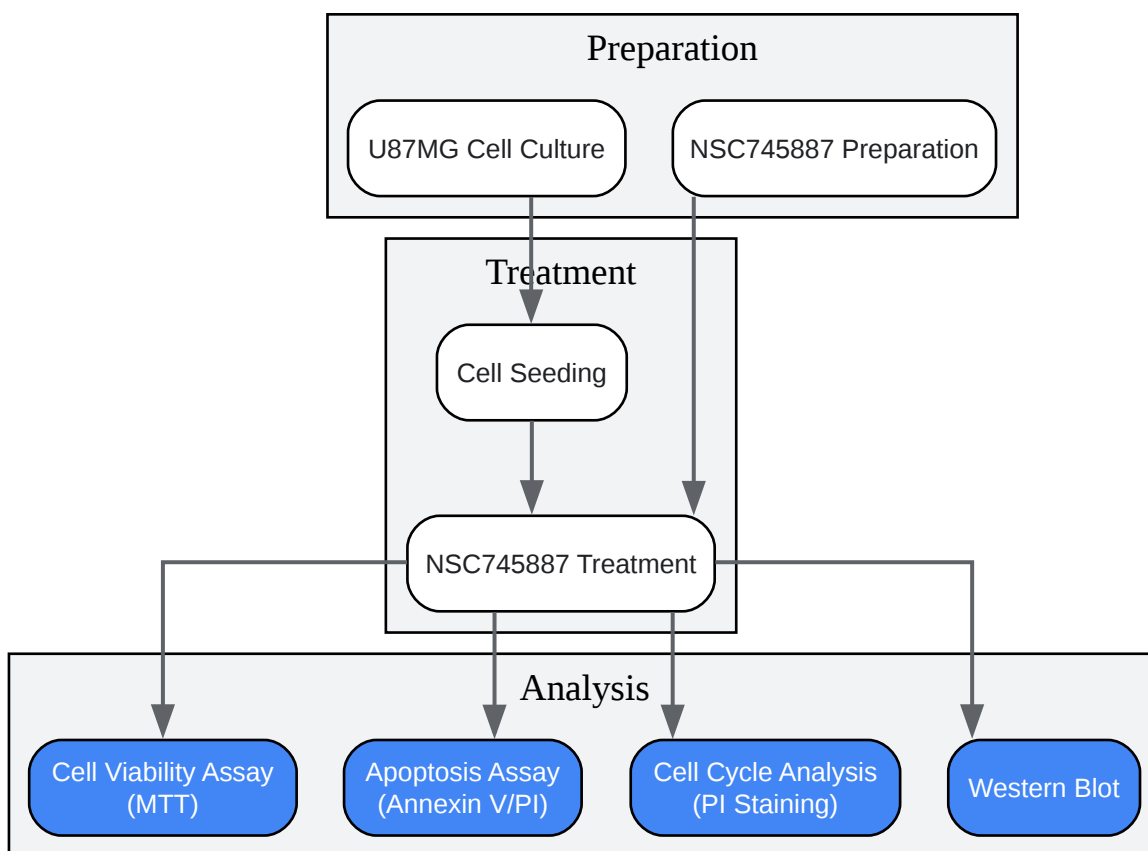 Preparation
U87MG Cell Culture
NSC745887 Preparation
Treatment
Cell Seeding
NSC745887 Treatment
Analysis
Cell Viability Assay
(MTT)
Apoptosis Assay
(Annexin V/PI)
Cell Cycle Analysis
(PI Staining)
Western Blot